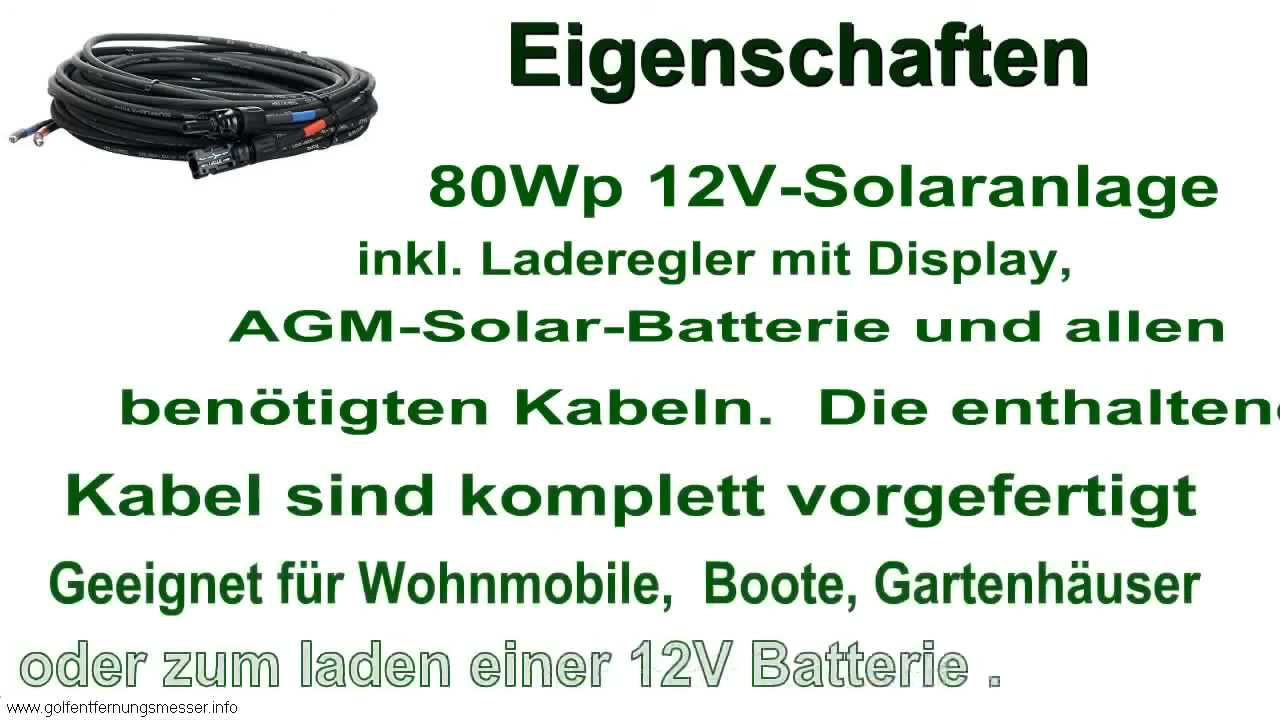 Eigenschaften
80Wp 12V-Solaranlage
inkl. Laderegler mit Display,
AGM-Solar-Batterie und allen
benötigten Kabeln. Die enthaltene
Kabel sind komplett vorgefertigt
Geeignet für Wohnmobile, Boote, Gartenhäuser
oder zum laden einer 12V Batterie .
www.golfentfernungsmesser.info